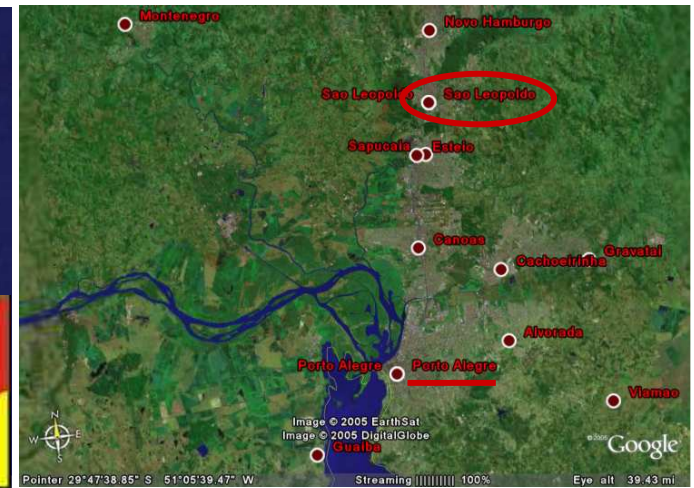 Montenegro
Novo Hamburgo
Sao Leopoldo Sao Leopoldo
Sapucaia Esteio
Canoas
Gravatai
Cachoeirinha
Alvorada
Porto Alegre Porto Alegre
Viamao
N
W E
S
Image © 2005 EarthSat
Image © 2005 DigitalGlobe
© 2005 Google
Guaiba
Pointer 29°47'38.85" S 51°05'39.47" W Streaming |||||||||| 100% Eye alt 39.43 mi